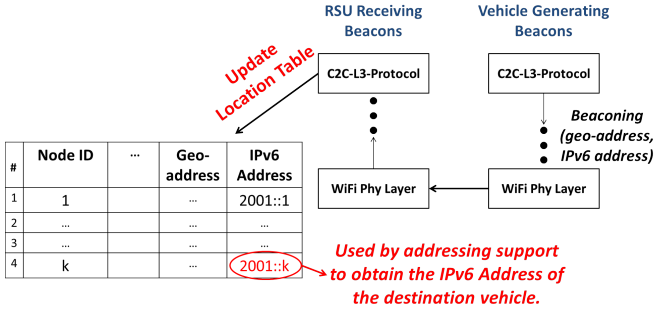 RSU Receiving
Beacons
Vehicle Generating
Beacons
Update
Location Table
C2C-L3-Protocol
C2C-L3-Protocol
Beaconing
(geo-address,
IPv6 address)
WiFi Phy Layer
WiFi Phy Layer
# Node ID ... Geo-address IPv6 Address
1 1 ... 2001::1
2 ... ... ...
3 ... ... ...
4 k ... 2001::k
Used by addressing support
to obtain the IPv6 Address of
the destination vehicle.